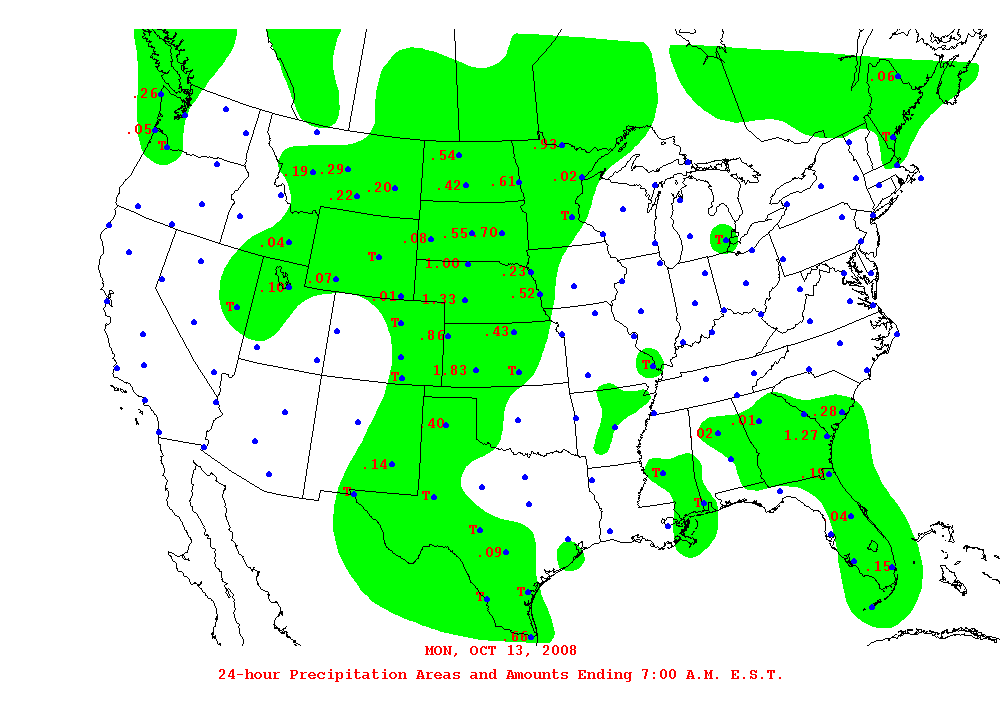 .06
.26
.05
T
T
.93
.54
.19 .29
.02
.20 .42 .61
.22
T
.08 .55 .70
T
.04
T
1.00
.23
.07
.10
.01 1.33 .52
T
T
.86 .43
T
1.83 T
T
.28
.40 .01
.02 1.27
.14
T .19
T T
T
.04
T
.09
.15
T T
.66
MON, OCT 13, 2008
24-hour Precipitation Areas and Amounts Ending 7:00 A.M. E.S.T.